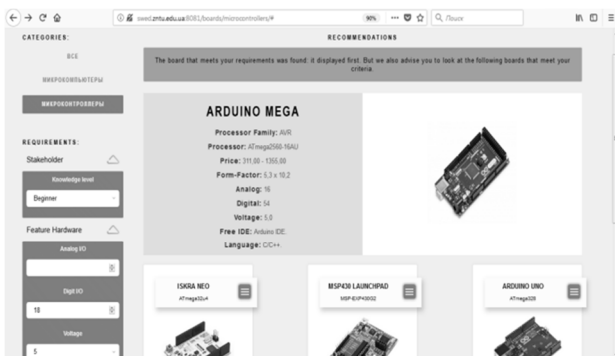 swed.zntu.edu.ua:8081/boards/microcontrollers/#
90%
Поиск
CATEGORIES:
ВСЕ
МИКРОКОМПЬЮТЕРЫ
МИКРОКОНТРОЛЛЕРЫ
REQUIREMENTS:
Stakeholder
Knowledge level
Beginner
Feature Hardware
Analog I/O
Digit I/O
18
Voltage
5
RECOMMENDATIONS
The board that meets your requirements was found: it displayed first. But we also advise you to look at the following boards that meet your
criteria.
ARDUINO MEGA
Processor Family: AVR
Processor: ATmega2560-16AU
Price: 311,00 - 1355,00
Form-Factor: 5,3 x 10,2
Analog: 16
Digital: 54
Voltage: 5,0
Free IDE: Arduino IDE
Language: C/C++.
ISKRA NEO
ATmega32u4
MSP430 LAUNCHPAD
MSP-EXP430G2
ARDUINO UNO
ATmega328